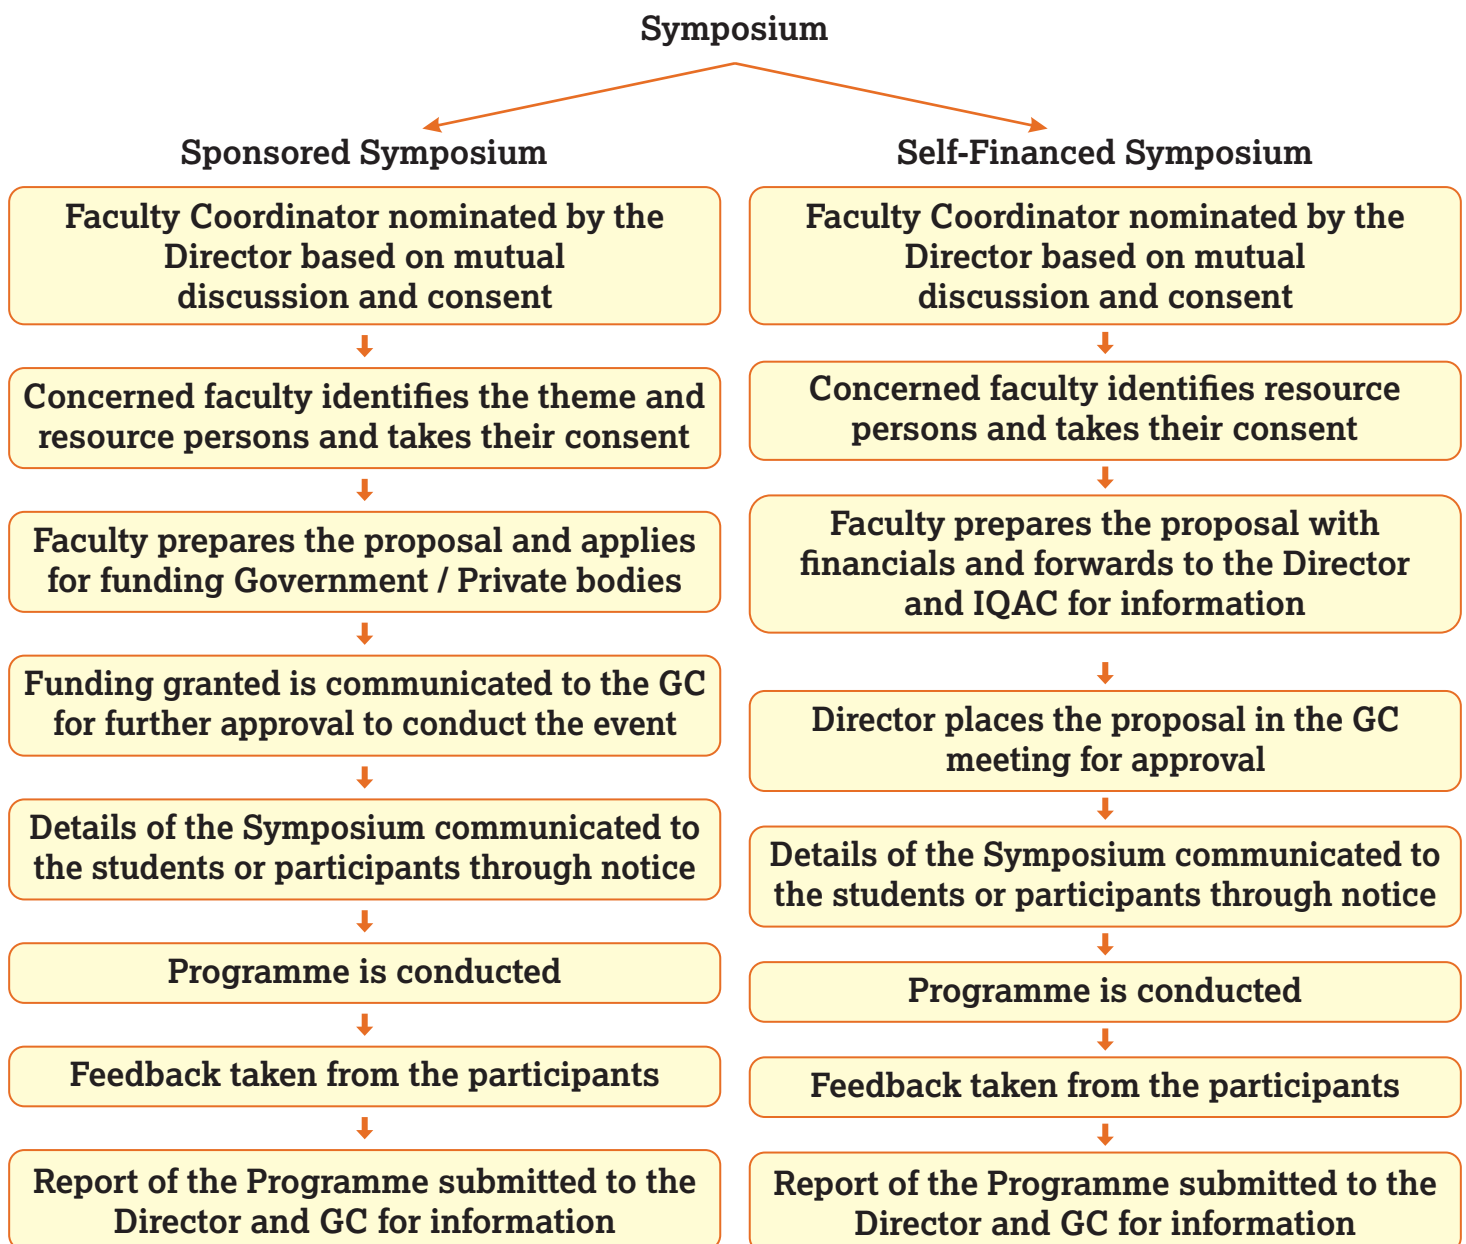 Symposium
Sponsored Symposium
Faculty Coordinator nominated by the
Director based on mutual
discussion and consent
Concerned faculty identifies the theme and
resource persons and takes their consent
Faculty prepares the proposal and applies
for funding Government / Private bodies
Funding granted is communicated to the GC
for further approval to conduct the event
Details of the Symposium communicated to
the students or participants through notice
Programme is conducted
Feedback taken from the participants
Report of the Programme submitted to the
Director and GC for information
Self-Financed Symposium
Faculty Coordinator nominated by the
Director based on mutual
discussion and consent
Concerned faculty identifies resource
persons and takes their consent
Faculty prepares the proposal with
financials and forwards to the Director
and IQAC for information
Director places the proposal in the GC
meeting for approval
Details of the Symposium communicated to
the students or participants through notice
Programme is conducted
Feedback taken from the participants
Report of the Programme submitted to the
Director and GC for information